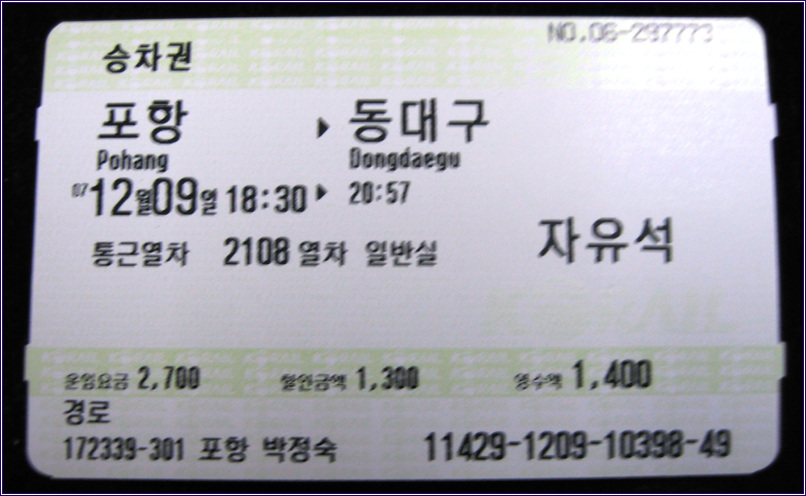 NO.06-297773
승차권
포항 ▶ 동대구
Pohang Dongdaegu
07 12월09일 18:30 ▶ 20:57
통근열차 2108 열차 일반실
자유석
KORAIL
운임요금 2,700 할인금액 1,300 영수액 1,400
경로
172339-301 포항 박정숙 11429-1209-10398-49